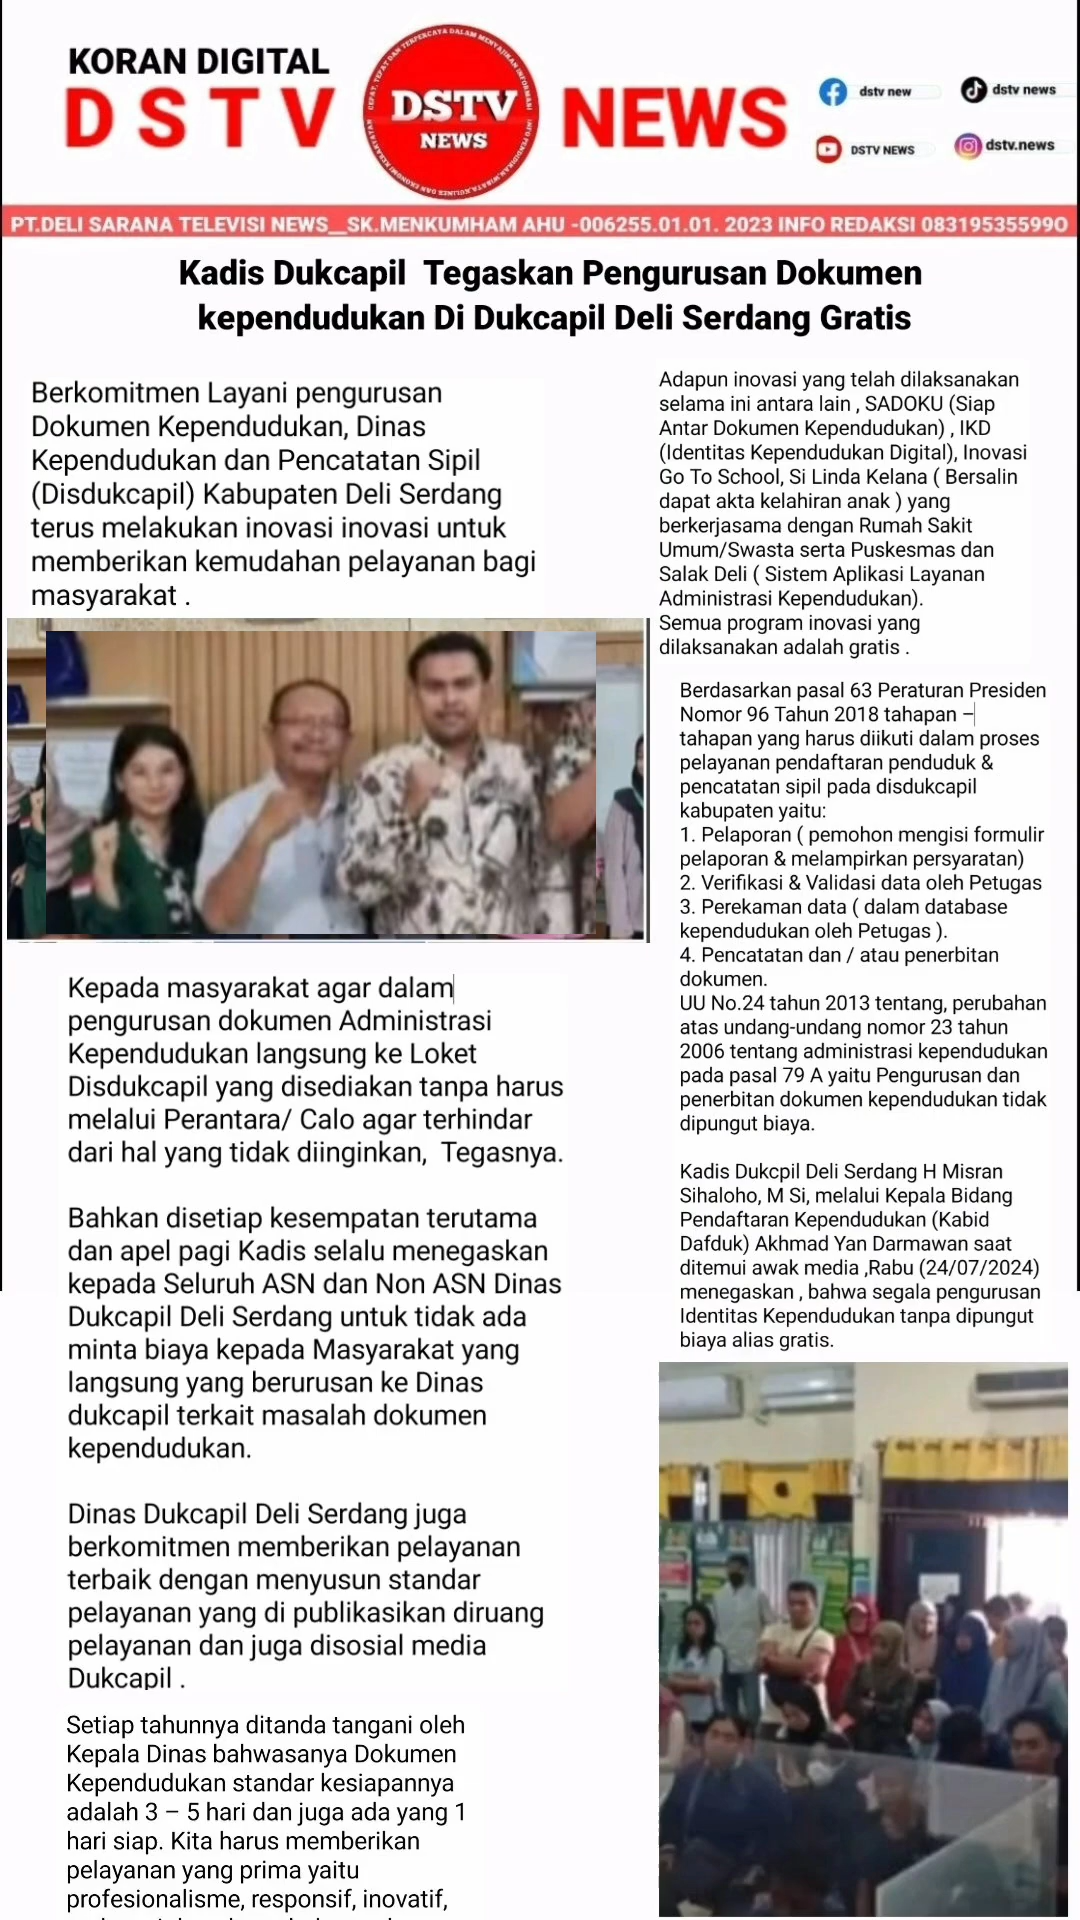 KORAN DIGITAL
DSTV
CEPAT, TEPAT DAN TERPERCAYA DALAM MENYAJIKAN INFORMASI
DSTV
NEWS
NEWS
dstv new
dstv news
DSTV NEWS
dstv.news
PT.DELI SARANA TELEVISI NEWS__SK.MENKUMHAM AHU -006255.01.01. 2023 INFO REDAKSI 083195355990
Kadis Dukcapil Tegaskan Pengurusan Dokumen
kependudukan Di Dukcapil Deli Serdang Gratis
Berkomitmen Layani pengurusan
Dokumen Kependudukan, Dinas
Kependudukan dan Pencatatan Sipil
(Disdukcapil) Kabupaten Deli Serdang
terus melakukan inovasi inovasi untuk
memberikan kemudahan pelayanan bagi
masyarakat .
Kepada masyarakat agar dalam
pengurusan dokumen Administrasi
Kependudukan langsung ke Loket
Disdukcapil yang disediakan tanpa harus
melalui Perantara/ Calo agar terhindar
dari hal yang tidak diinginkan, Tegasnya.
Bahkan disetiap kesempatan terutama
dan apel pagi Kadis selalu menegaskan
kepada Seluruh ASN dan Non ASN Dinas
Dukcapil Deli Serdang untuk tidak ada
minta biaya kepada Masyarakat yang
langsung yang berurusan ke Dinas
dukcapil terkait masalah dokumen
kependudukan.
Dinas Dukcapil Deli Serdang juga
berkomitmen memberikan pelayanan
terbaik dengan menyusun standar
pelayanan yang di publikasikan diruang
pelayanan dan juga disosial media
Dukcapil .
Setiap tahunnya ditanda tangani oleh
Kepala Dinas bahwasanya Dokumen
Kependudukan standar kesiapannya
adalah 3 – 5 hari dan juga ada yang 1
hari siap. Kita harus memberikan
pelayanan yang prima yaitu
profesionalisme, responsif, inovatif,
Adapun inovasi yang telah dilaksanakan
selama ini antara lain , SADOKU (Siap
Antar Dokumen Kependudukan) , IKD
(Identitas Kependudukan Digital), Inovasi
Go To School, Si Linda Kelana ( Bersalin
dapat akta kelahiran anak ) yang
berkerjasama dengan Rumah Sakit
Umum/Swasta serta Puskesmas dan
Salak Deli ( Sistem Aplikasi Layanan
Administrasi Kependudukan).
Semua program inovasi yang
dilaksanakan adalah gratis .
Berdasarkan pasal 63 Peraturan Presiden
Nomor 96 Tahun 2018 tahapan –
tahapan yang harus diikuti dalam proses
pelayanan pendaftaran penduduk &
pencatatan sipil pada disdukcapil
kabupaten yaitu:
1. Pelaporan ( pemohon mengisi formulir
pelaporan & melampirkan persyaratan)
2. Verifikasi & Validasi data oleh Petugas
3. Perekaman data ( dalam database
kependudukan oleh Petugas ).
4. Pencatatan dan / atau penerbitan
dokumen.
UU No.24 tahun 2013 tentang, perubahan
atas undang-undang nomor 23 tahun
2006 tentang administrasi kependudukan
pada pasal 79 A yaitu Pengurusan dan
penerbitan dokumen kependudukan tidak
dipungut biaya.
Kadis Dukcpil Deli Serdang H Misran
Sihaloho, M Si, melalui Kepala Bidang
Pendaftaran Kependudukan (Kabid
Dafduk) Akhmad Yan Darmawan saat
ditemui awak media ,Rabu (24/07/2024)
menegaskan , bahwa segala pengurusan
Identitas Kependudukan tanpa dipungut
biaya alias gratis.